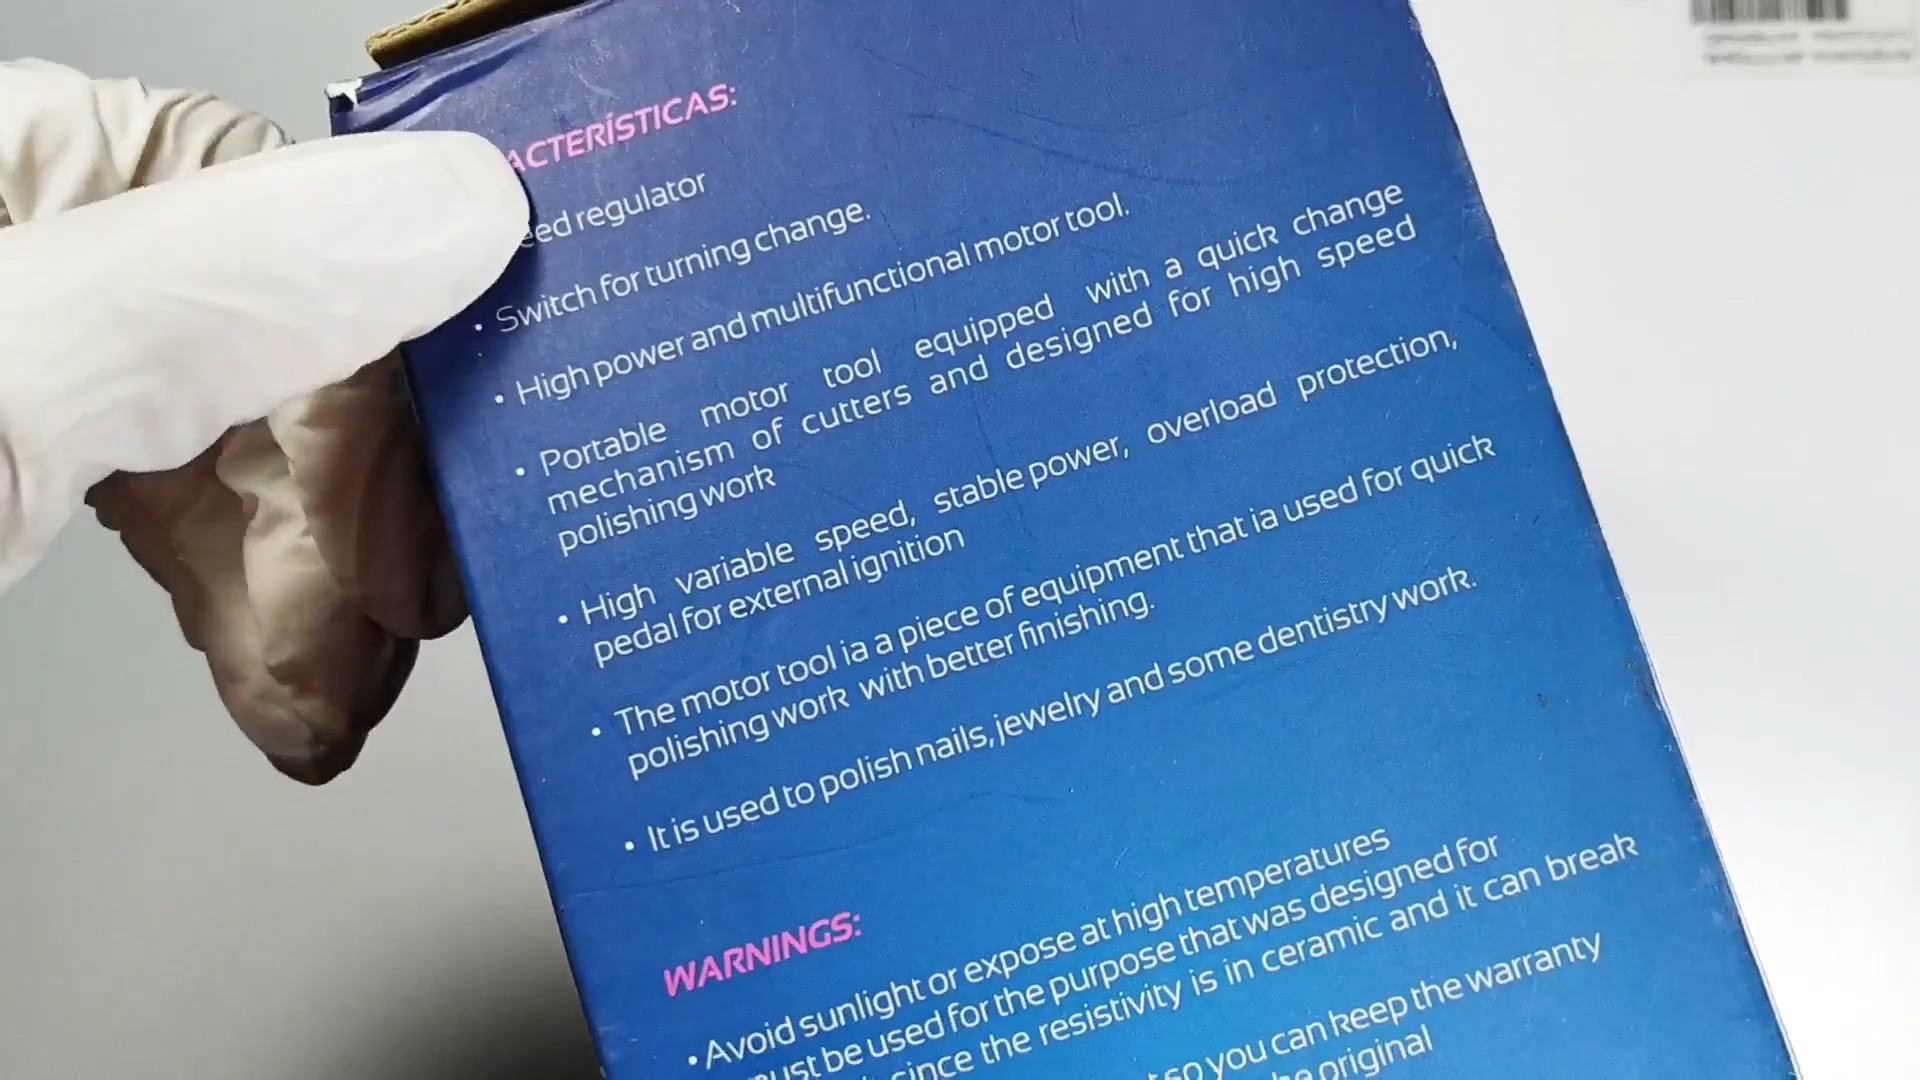 ACTERÍSTICAS:
eed regulator
• Switch for turning change.
• High power and multifunctional motor tool.
• Portable motor tool equipped with a quick change
mechanism of cutters and designed for high speed
polishing work
• High variable speed, stable power, overload protection,
pedal for external ignition
• The motor tool ia a piece of equipment that ia used for quick
polishing work with better finishing.
• It is used to polish nails, jewelry and some dentistry work.
WARNINGS:
• Avoid sunlight or expose at high temperatures
must be used for the purpose that was designed for
since the resistivity is in ceramic and it can break
so you can keep the warranty
original